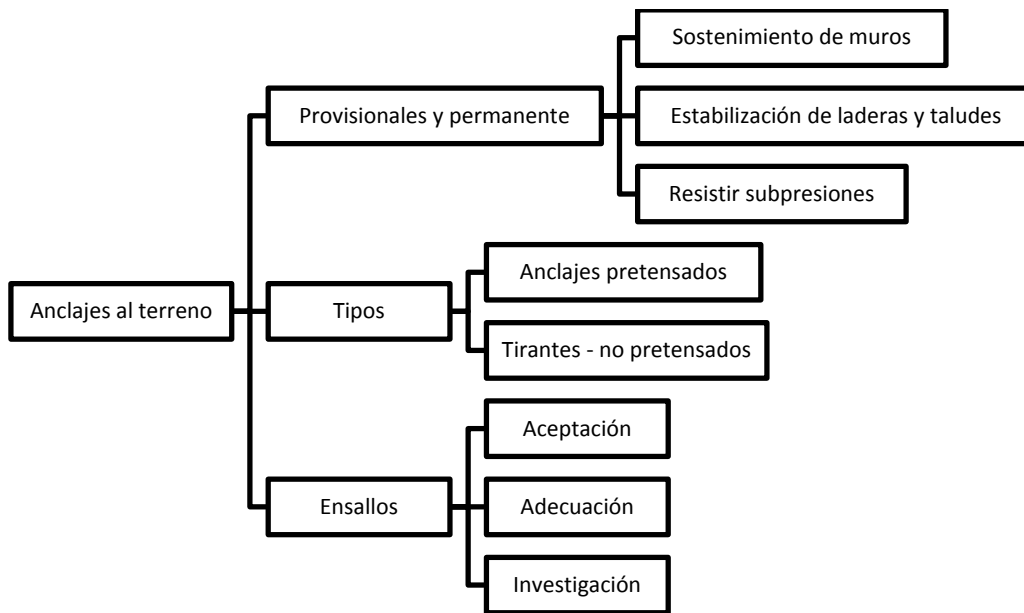 Anclajes al terreno
Provisionales y permanente
Sostenimiento de muros
Estabilización de laderas y taludes
Resistir subpresiones
Tipos
Anclajes pretensados
Tirantes - no pretensados
Ensallos
Aceptación
Adecuación
Investigación